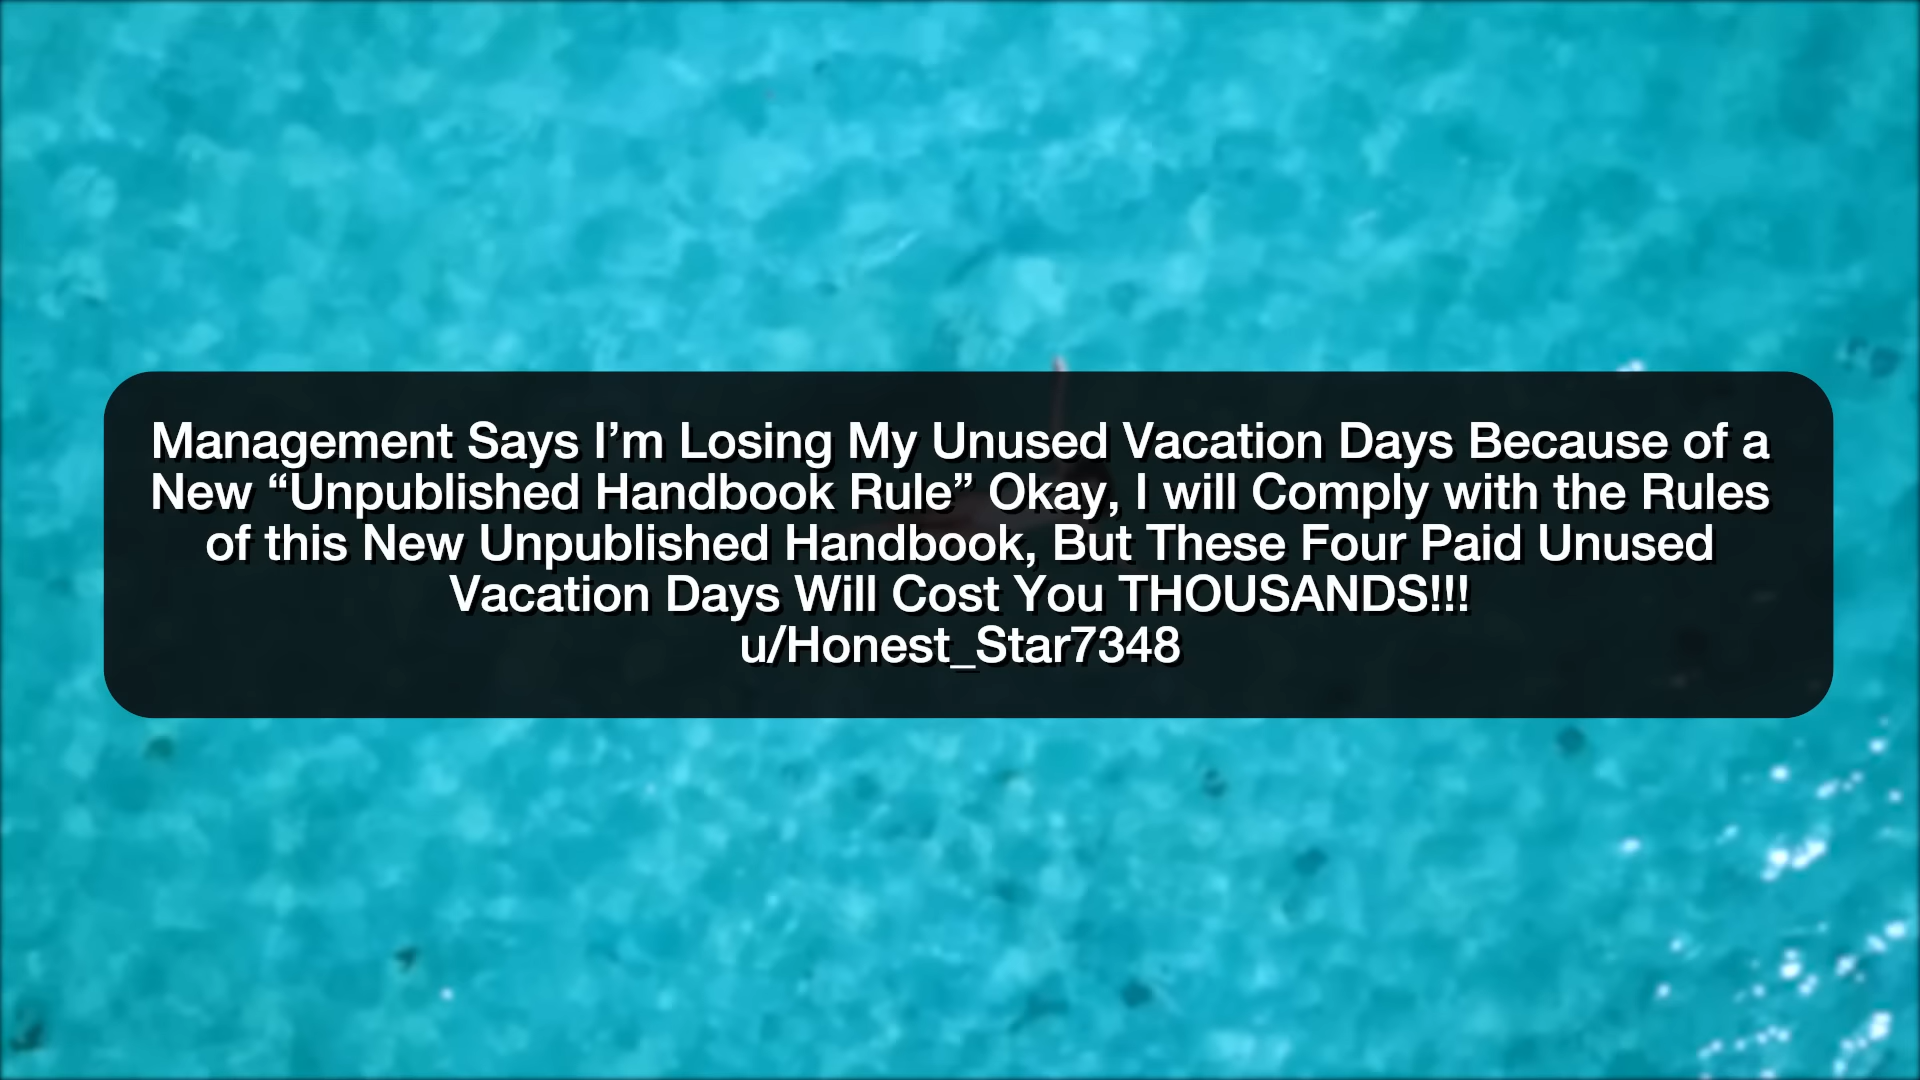 Management Says I’m Losing My Unused Vacation Days Because of a
New “Unpublished Handbook Rule” Okay, I will Comply with the Rules
of this New Unpublished Handbook, But These Four Paid Unused
Vacation Days Will Cost You THOUSANDS!!!
u/Honest_Star7348